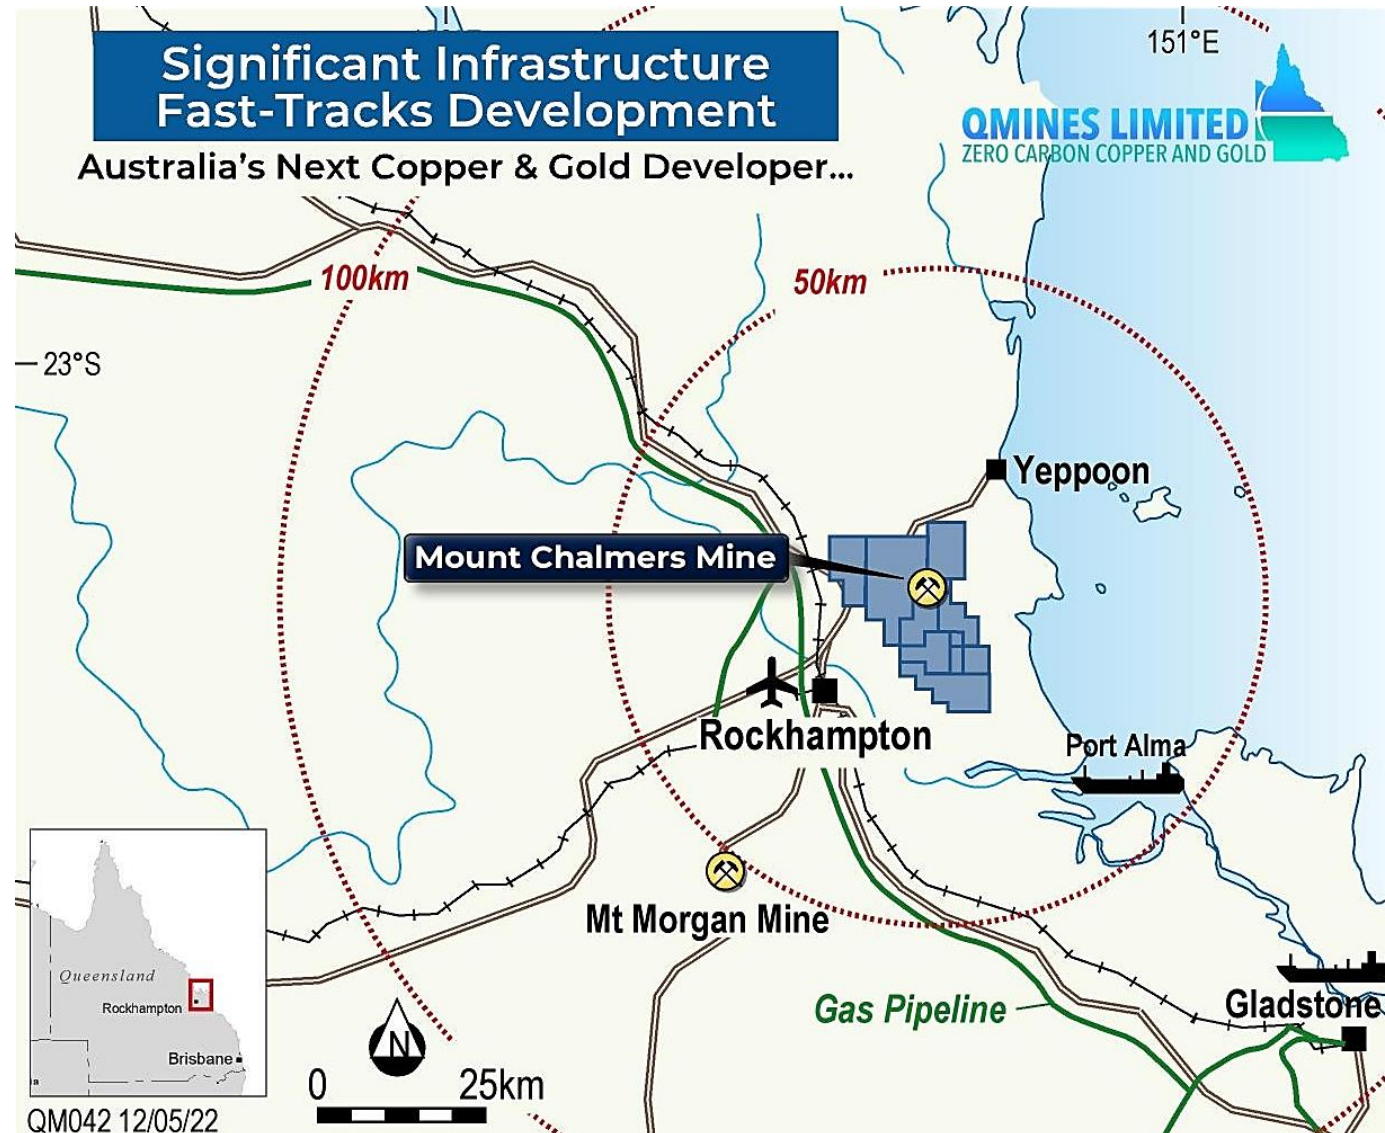 Significant Infrastructure
Fast-Tracks Development
Australia's Next Copper & Gold Developer...
151°E
QMINES LIMITED
ZERO CARBON COPPER AND GOLD
100km
50km
23°S
Yeppoon
Mount Chalmers Mine
Rockhampton
Port Alma
Mt Morgan Mine
Gas Pipeline
Gladstone
Queensland
Rockhampton
Brisbane
N
0 25km
QM042 12/05/22